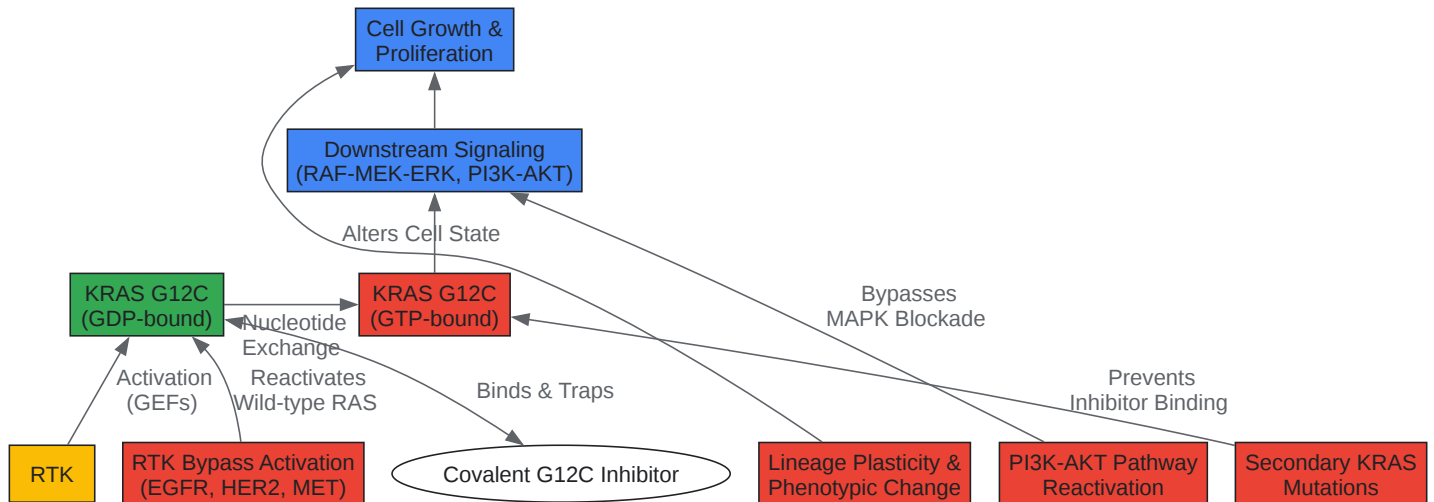 Cell Growth &
Proliferation
Downstream Signaling
(RAF-MEK-ERK, PI3K-AKT)
Alters Cell State
KRAS G12C
(GDP-bound)
Nucleotide
Exchange
KRAS G12C
(GTP-bound)
Bypasses
MAPK Blockade
Activation
(GEFs)
Reactivates
Wild-type RAS
Binds & Traps
Prevents
Inhibitor Binding
RTK
RTK Bypass Activation
(EGFR, HER2, MET)
Covalent G12C Inhibitor
Lineage Plasticity &
Phenotypic Change
PI3K-AKT Pathway
Reactivation
Secondary KRAS
Mutations